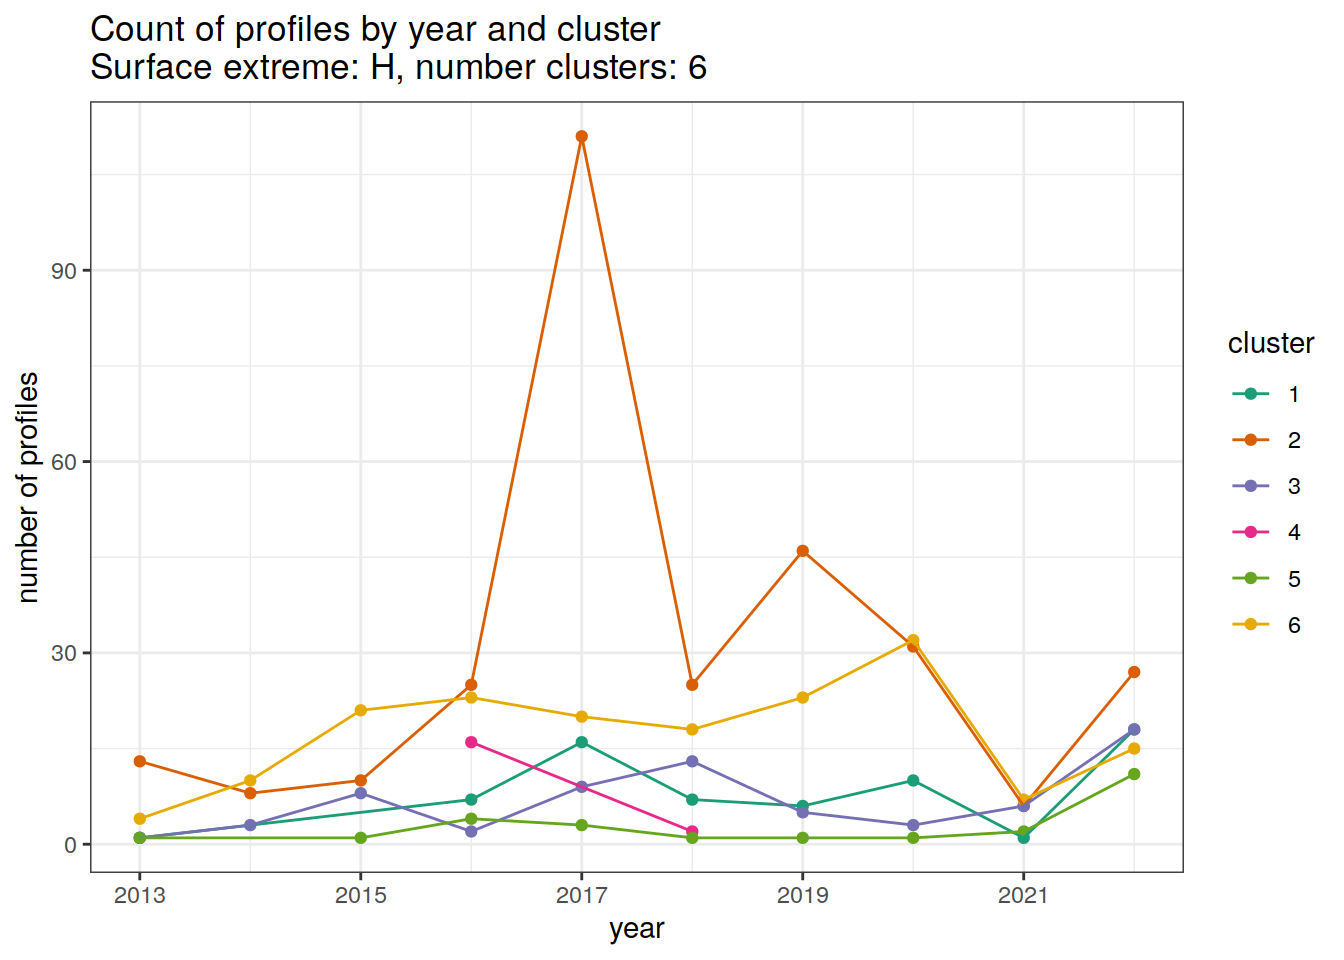 Count of profiles by year and cluster
Surface extreme: H, number clusters: 6
number of profiles
90
60
30
0
2013 2015 2017 2019 2021
year
cluster
1
2
3
4
5
6